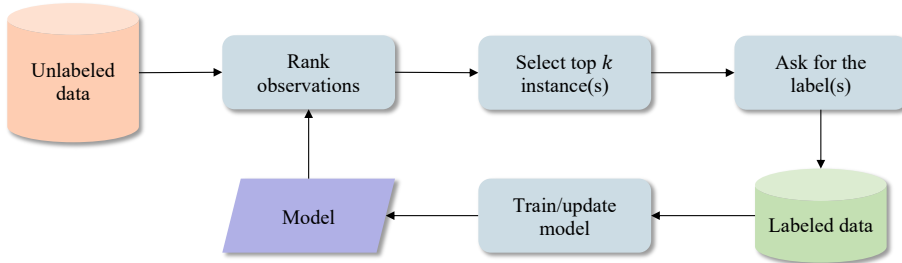 Unlabeled
data
Rank
observations
Select top k
instance(s)
Ask for the
label(s)
Model
Train/update
model
Labeled data